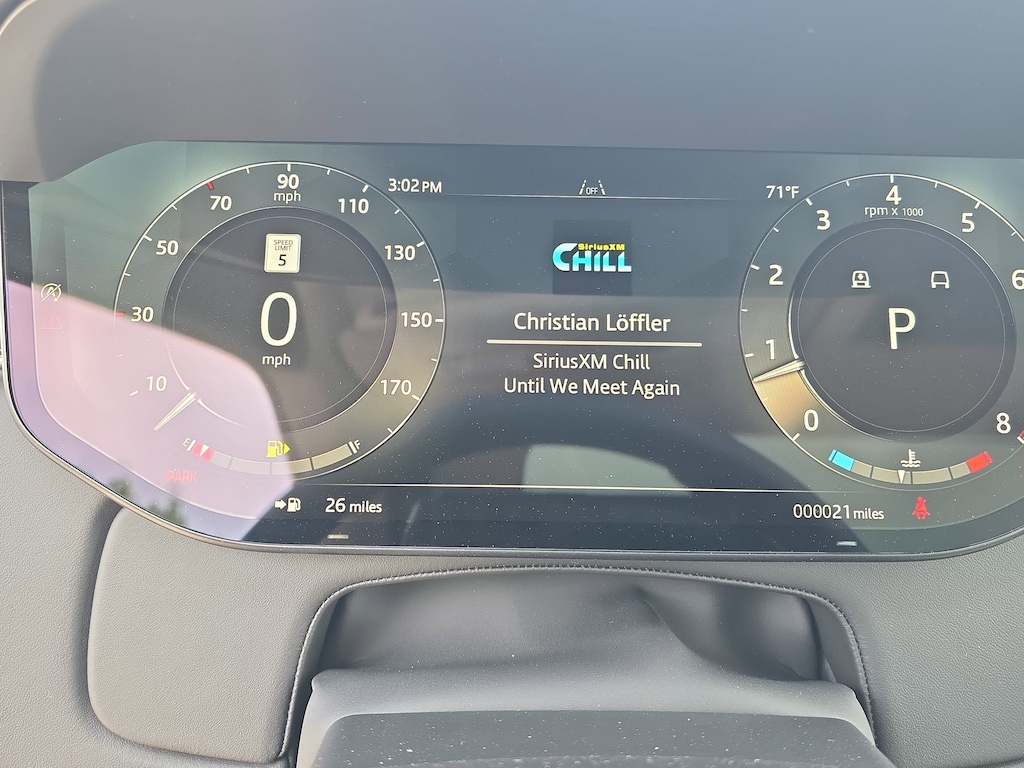 90
mph
70
110
50
130
30
150
10
170
SPEED
LIMIT
5
0
mph
E
F
PARK
26 miles
3:02 PM
OFF
71°F
SiriusXM
CHILL
Christian Löffler
SiriusXM Chill
Until We Meet Again
4
rpm x 1000
3
5
2
6
1
0
8
P
000021 miles